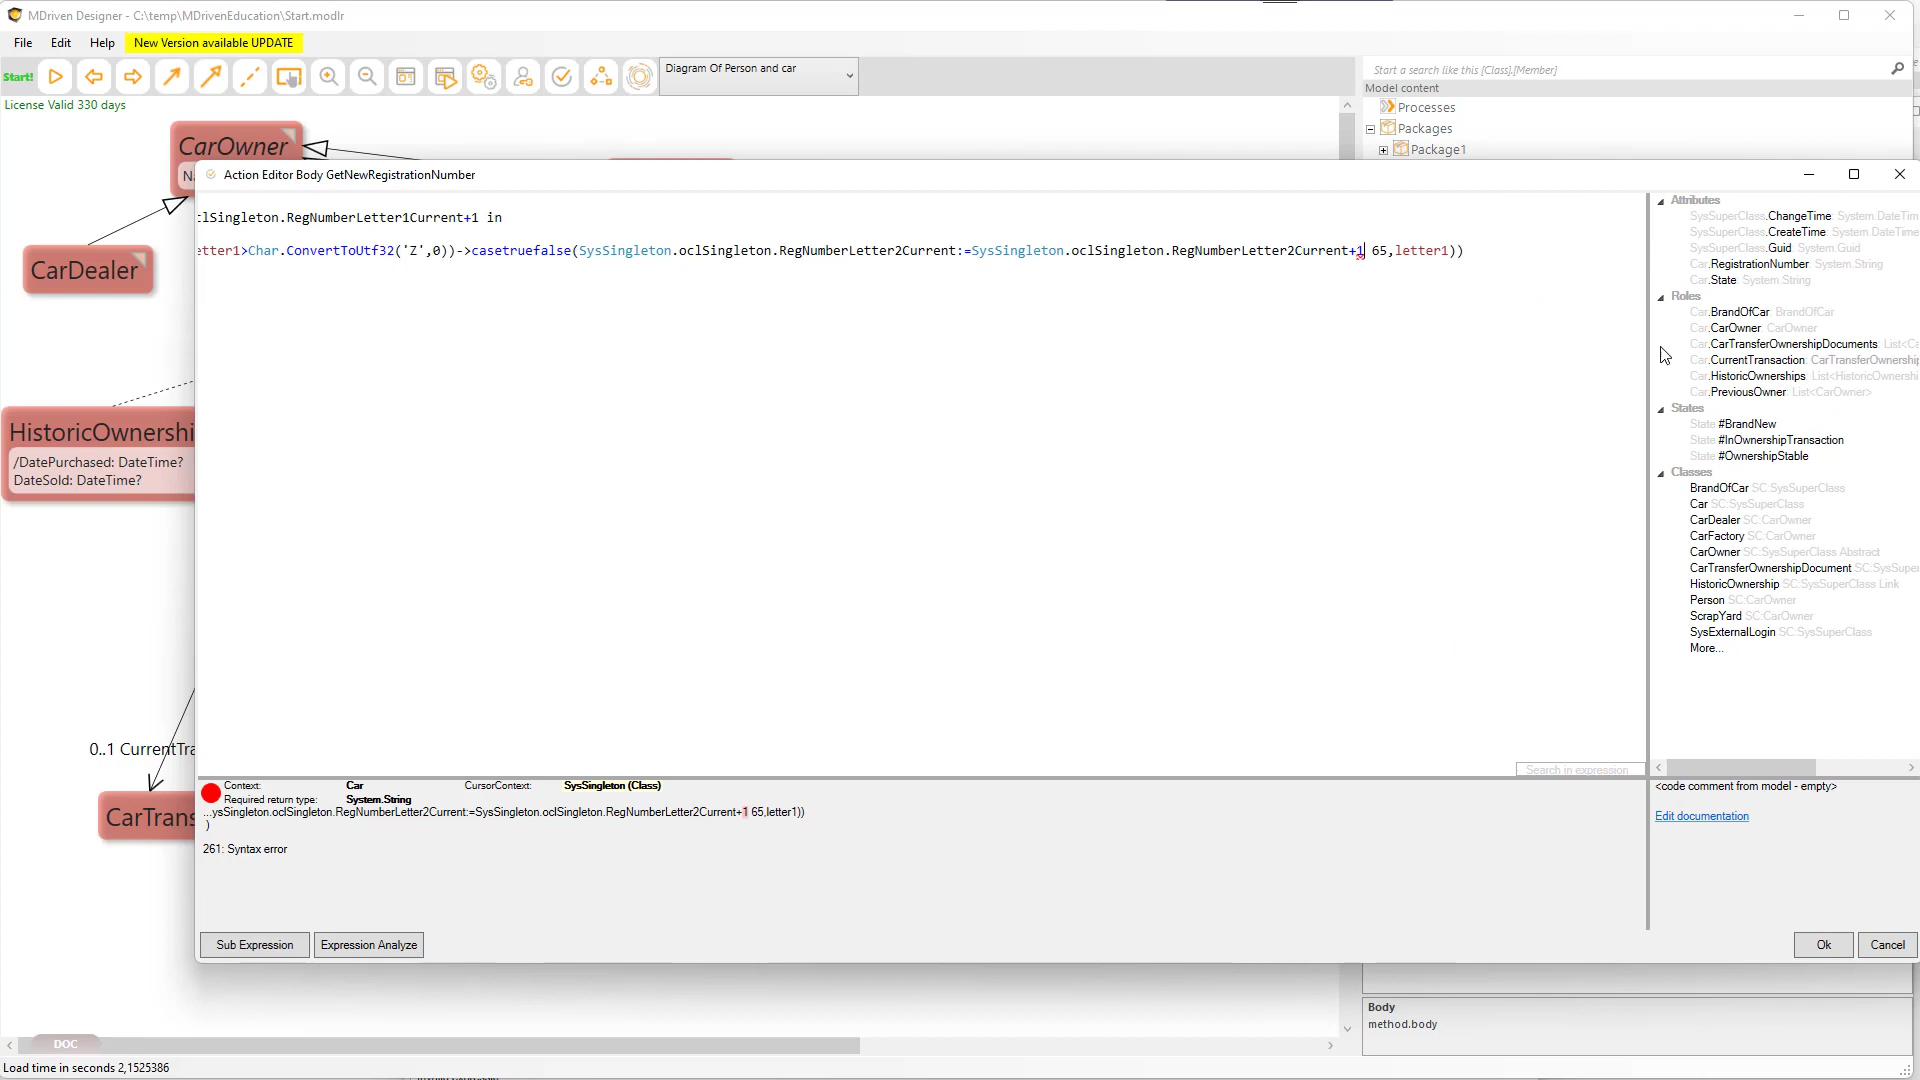 MDriven Designer - C:\temp\MDrivenEducation\Start.modlr
File Edit Help New Version available UPDATE
Start!
Diagram Of Person and car
License Valid 330 days
Start a search like this [Class],[Member]
Model content
Processes
Packages
Package1
CarOwner
CarDealer
HistoricOwnershi
/DatePurchased: DateTime?
DateSold: DateTime?
0..1 CurrentTra
CarTrans
Action Editor Body GetNewRegistrationNumber
clSingleton.RegNumberLetter1Current+1 in
etter1>Char.ConvertToUtf32('Z',0))->casetruefalse(SysSingleton.oclSingleton.RegNumberLetter2Current:=SysSingleton.oclSingleton.RegNumberLetter2Current+1 65,letter1))
Search in expression
Attributes
SysSuperClass.ChangeTime System.DateTim
SysSuperClass.CreateTime System.DateTime
SysSuperClass.Guid System.Guid
Car.RegistrationNumber System.String
Car.State System.String
Roles
Car.BrandOfCar BrandOfCar
Car.CarOwner CarOwner
Car.CarTransferOwnershipDocuments List<Ca
Car.CurrentTransaction CarTransferOwnership
Car.HistoricOwnerships List<HistoricOwnershi
Car.PreviousOwner List<CarOwner>
States
State #BrandNew
State #InOwnershipTransaction
State #OwnershipStable
Classes
BrandOfCar SC:SysSuperClass
Car SC:SysSuperClass
CarDealer SC:CarOwner
CarFactory SC:CarOwner
CarOwner SC:SysSuperClass Abstract
CarTransferOwnershipDocument SC:SysSuper
HistoricOwnership SC:SysSuperClass Link
Person SC:CarOwner
ScrapYard SC:CarOwner
SysExternalLogin SC:SysSuperClass
More...
Context: Car CursorContext: SysSingleton (Class)
Required return type: System.String
...ysSingleton.oclSingleton.RegNumberLetter2Current:=SysSingleton.oclSingleton.RegNumberLetter2Current+1 65,letter1))
)
261: Syntax error
<code comment from model - empty>
Edit documentation
Sub Expression Expression Analyze
Ok Cancel
Body
method.body
DOC
Load time in seconds 2,1525386